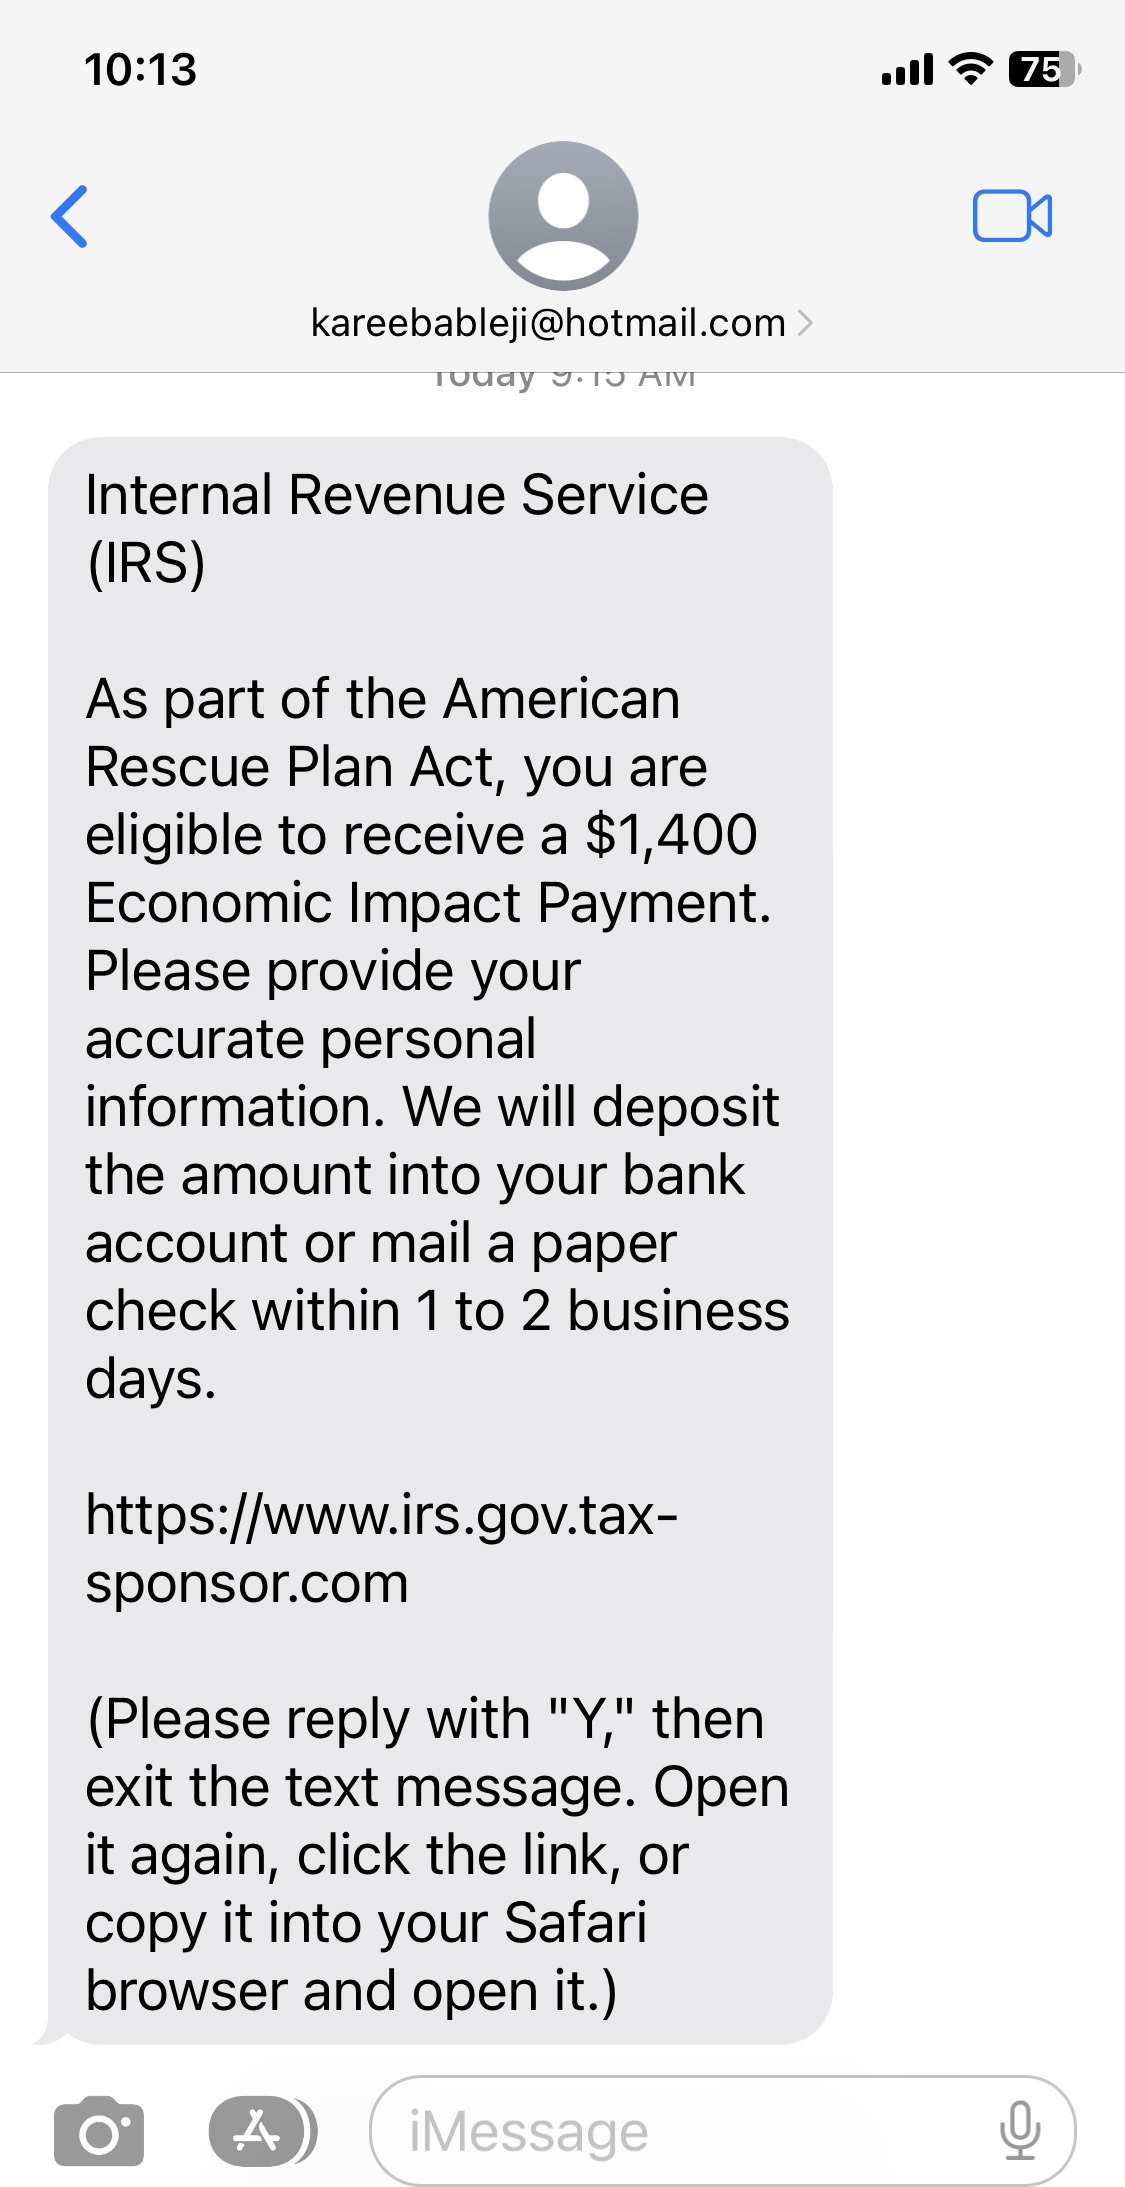 10:13
75
kareebableji@hotmail.com
Today 9:15 AM
Internal Revenue Service
(IRS)
As part of the American
Rescue Plan Act, you are
eligible to receive a $1,400
Economic Impact Payment.
Please provide your
accurate personal
information. We will deposit
the amount into your bank
account or mail a paper
check within 1 to 2 business
days.
https://www.irs.gov.tax-
sponsor.com
(Please reply with "Y," then
exit the text message. Open
it again, click the link, or
copy it into your Safari
browser and open it.)
iMessage